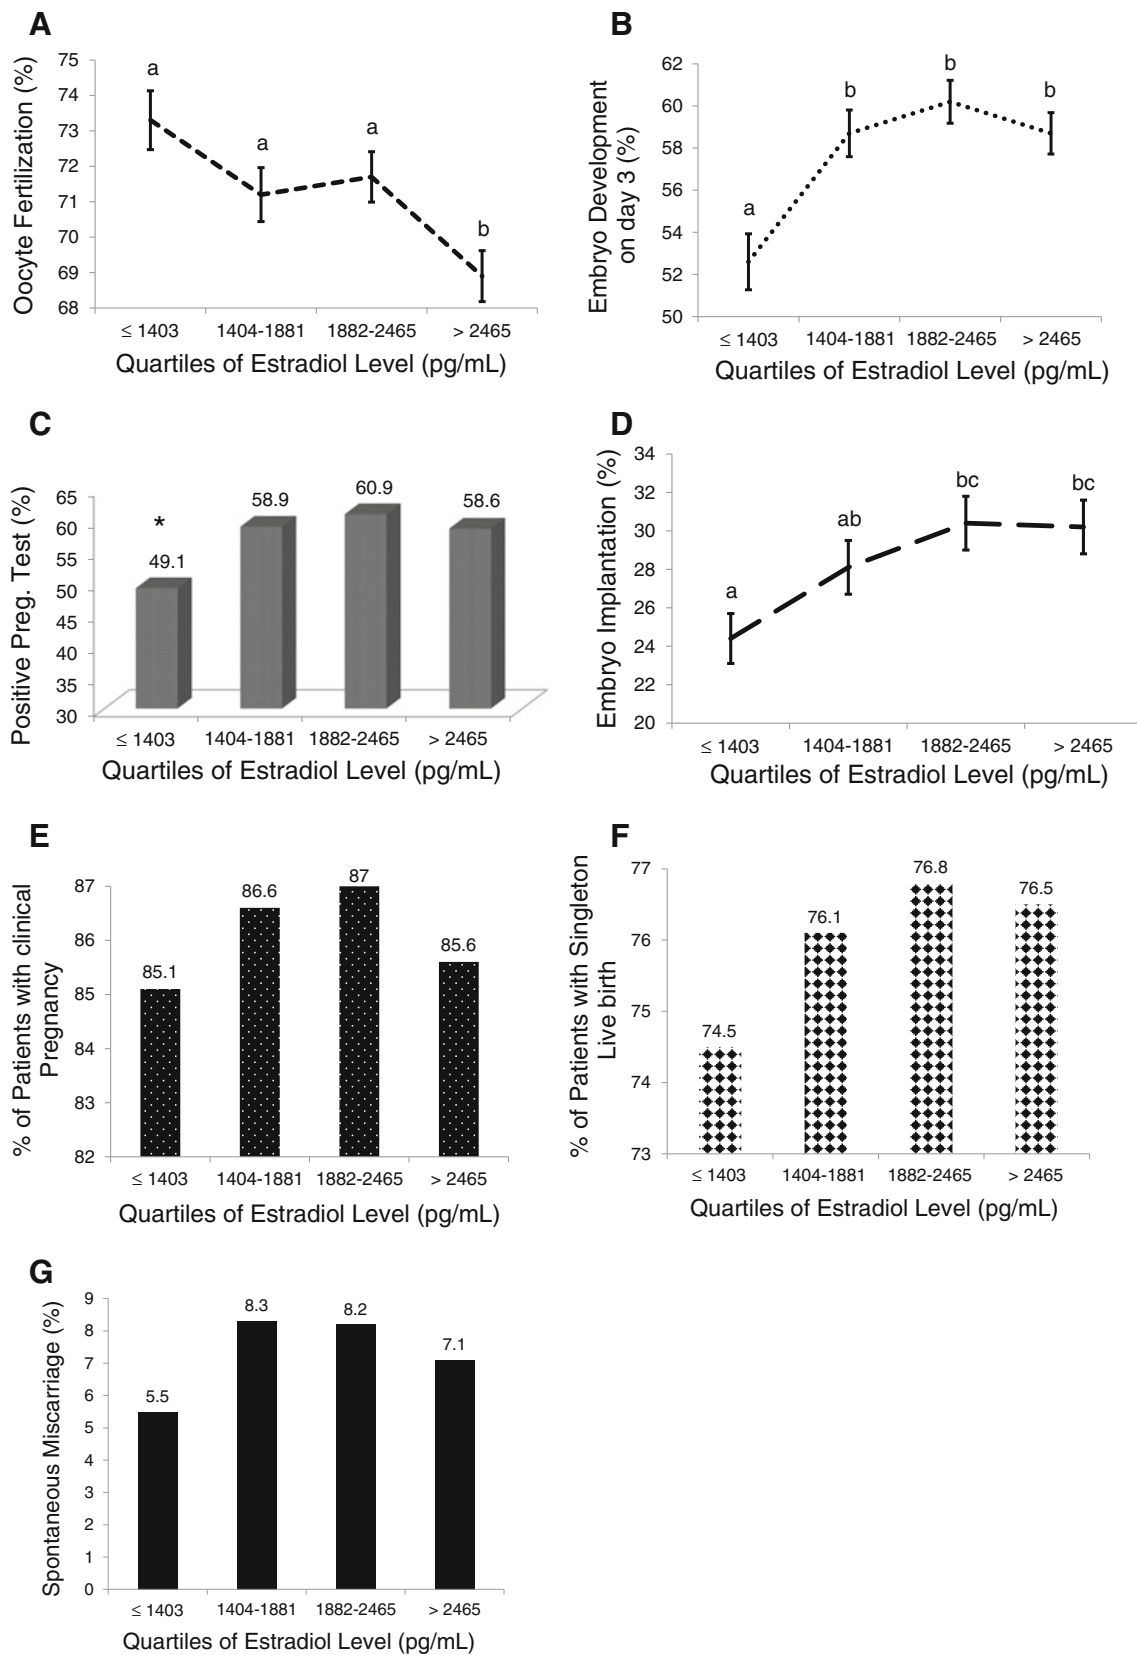 A
Oocyte Fertilization (%)
75
74
73
72
71
70
69
68
a
a
a
b
≤ 1403
1404-1881
1882-2465
> 2465
Quartiles of Estradiol Level (pg/mL)
B
Embryo Development
on day 3 (%)
62
60
58
56
54
52
50
a
b
b
b
≤ 1403
1404-1881
1882-2465
> 2465
Quartiles of Estradiol Level (pg/mL)
C
Positive Preg. Test (%)
65
60
55
50
45
40
35
30
*
49.1
58.9
60.9
58.6
≤ 1403
1404-1881
1882-2465
> 2465
Quartiles of Estradiol Level (pg/mL)
D
Embryo Implantation (%)
34
32
30
28
26
24
22
20
a
ab
bc
bc
≤ 1403
1404-1881
1882-2465
> 2465
Quartiles of Estradiol Level (pg/mL)
E
% of Patients with clinical
Pregnancy
87
86
85
84
83
82
85.1
86.6
87
85.6
≤ 1403
1404-1881
1882-2465
> 2465
Quartiles of Estradiol Level (pg/mL)
F
% of Patients with Singleton
Live birth
77
76
75
74
73
74.5
76.1
76.8
76.5
≤ 1403
1404-1881
1882-2465
> 2465
Quartiles of Estradiol Level (pg/mL)
G
Spontaneous Miscarriage (%)
9
8
7
6
5
4
3
2
1
0
5.5
8.3
8.2
7.1
≤ 1403
1404-1881
1882-2465
> 2465
Quartiles of Estradiol Level (pg/mL)